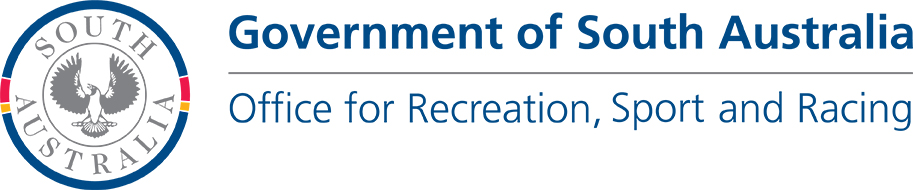 SOUTH
AUSTRALIA
Government of South Australia
Office for Recreation, Sport and Racing